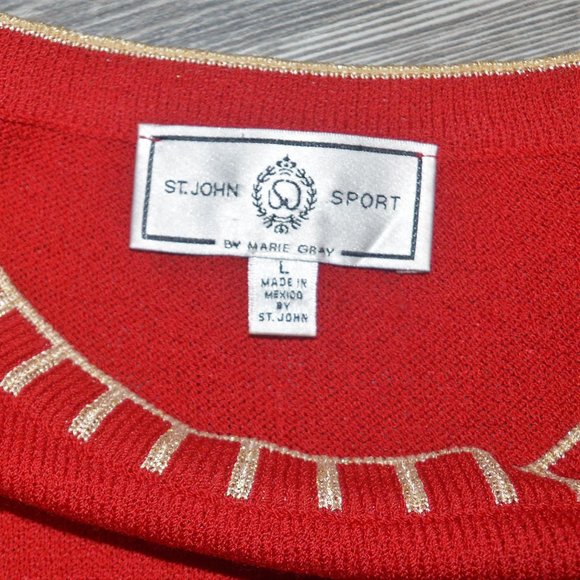 ST. JOHN SPORT
BY MARIE GRAY
L
MADE IN
MEXICO
BY
ST. JOHN